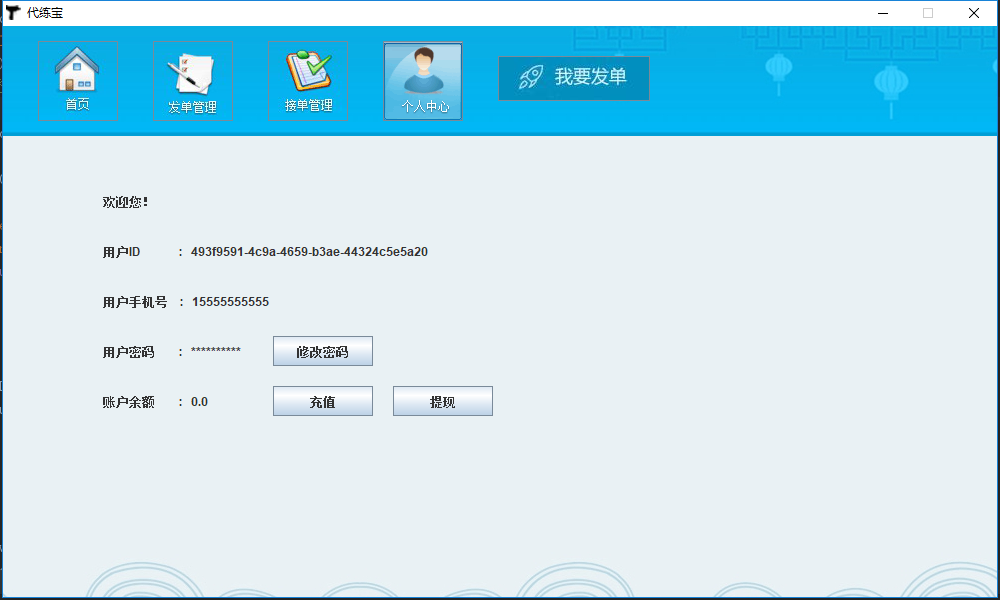 代练宝
首页
发单管理
接单管理
个人中心
我要发单
欢迎您!
用户ID : 493f9591-4c9a-4659-b3ae-44324c5e5a20
用户手机号 : 15555555555
用户密码 : ********** 修改密码
账户余额 : 0.0 充值 提现